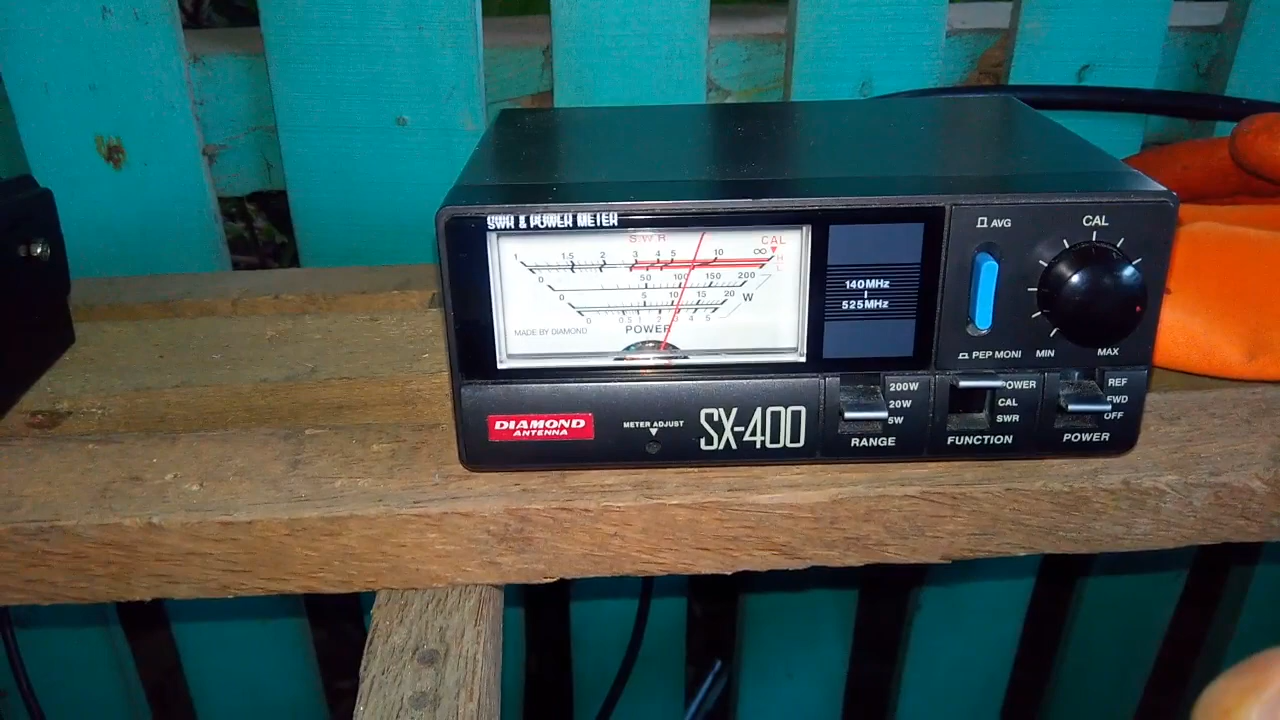 SWR & POWER METER
SWR
CAL
1 1.5 2 3 4 5 10 ∞
H
L
0 50 100 150 200
0 5 10 15 20
W
0 0.5 1 2 3 4 5
MADE BY DIAMOND
POWER
140MHz
525MHz
AVG
PEP MONI
CAL
MIN
MAX
DIAMOND
ANTENNA
METER ADJUST
SX-400
200W
20W
5W
RANGE
POWER
CAL
SWR
FUNCTION
REF
FWD
OFF
POWER